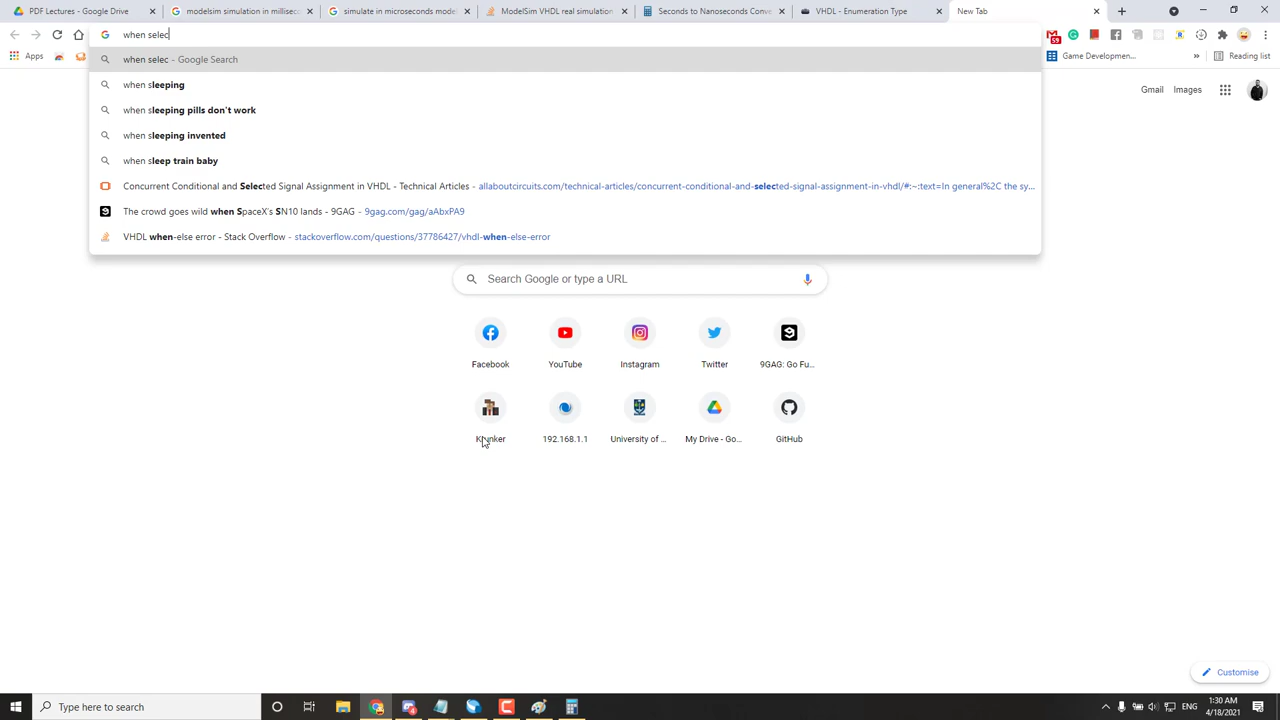 PDF Lectures - Google Drive
modelsim simulation in millisec
simulate in microseconds model
ModelSim VHDL real simulation
Seconds to Nanoseconds Conve
VHDL - Enumeration Type
New Tab
when selec
59
Apps
Game Developmen...
Reading list
when selec - Google Search
when sleeping
when sleeping pills don't work
when sleeping invented
when sleep train baby
Concurrent Conditional and Selected Signal Assignment in VHDL - Technical Articles - allaboutcircuits.com/technical-articles/concurrent-conditional-and-selected-signal-assignment-in-vhdl/#:~:text=In general%2C the sy...
The crowd goes wild when SpaceX's SN10 lands - 9GAG - 9gag.com/gag/aAbxPA9
VHDL when-else error - Stack Overflow - stackoverflow.com/questions/37786427/vhdl-when-else-error
Gmail
Images
Search Google or type a URL
Facebook
YouTube
Instagram
Twitter
9GAG: Go Fu...
192.168.1.1
University of ...
My Drive - Go...
GitHub
Customise
Type here to search
ENG
1:30 AM
4/18/2021